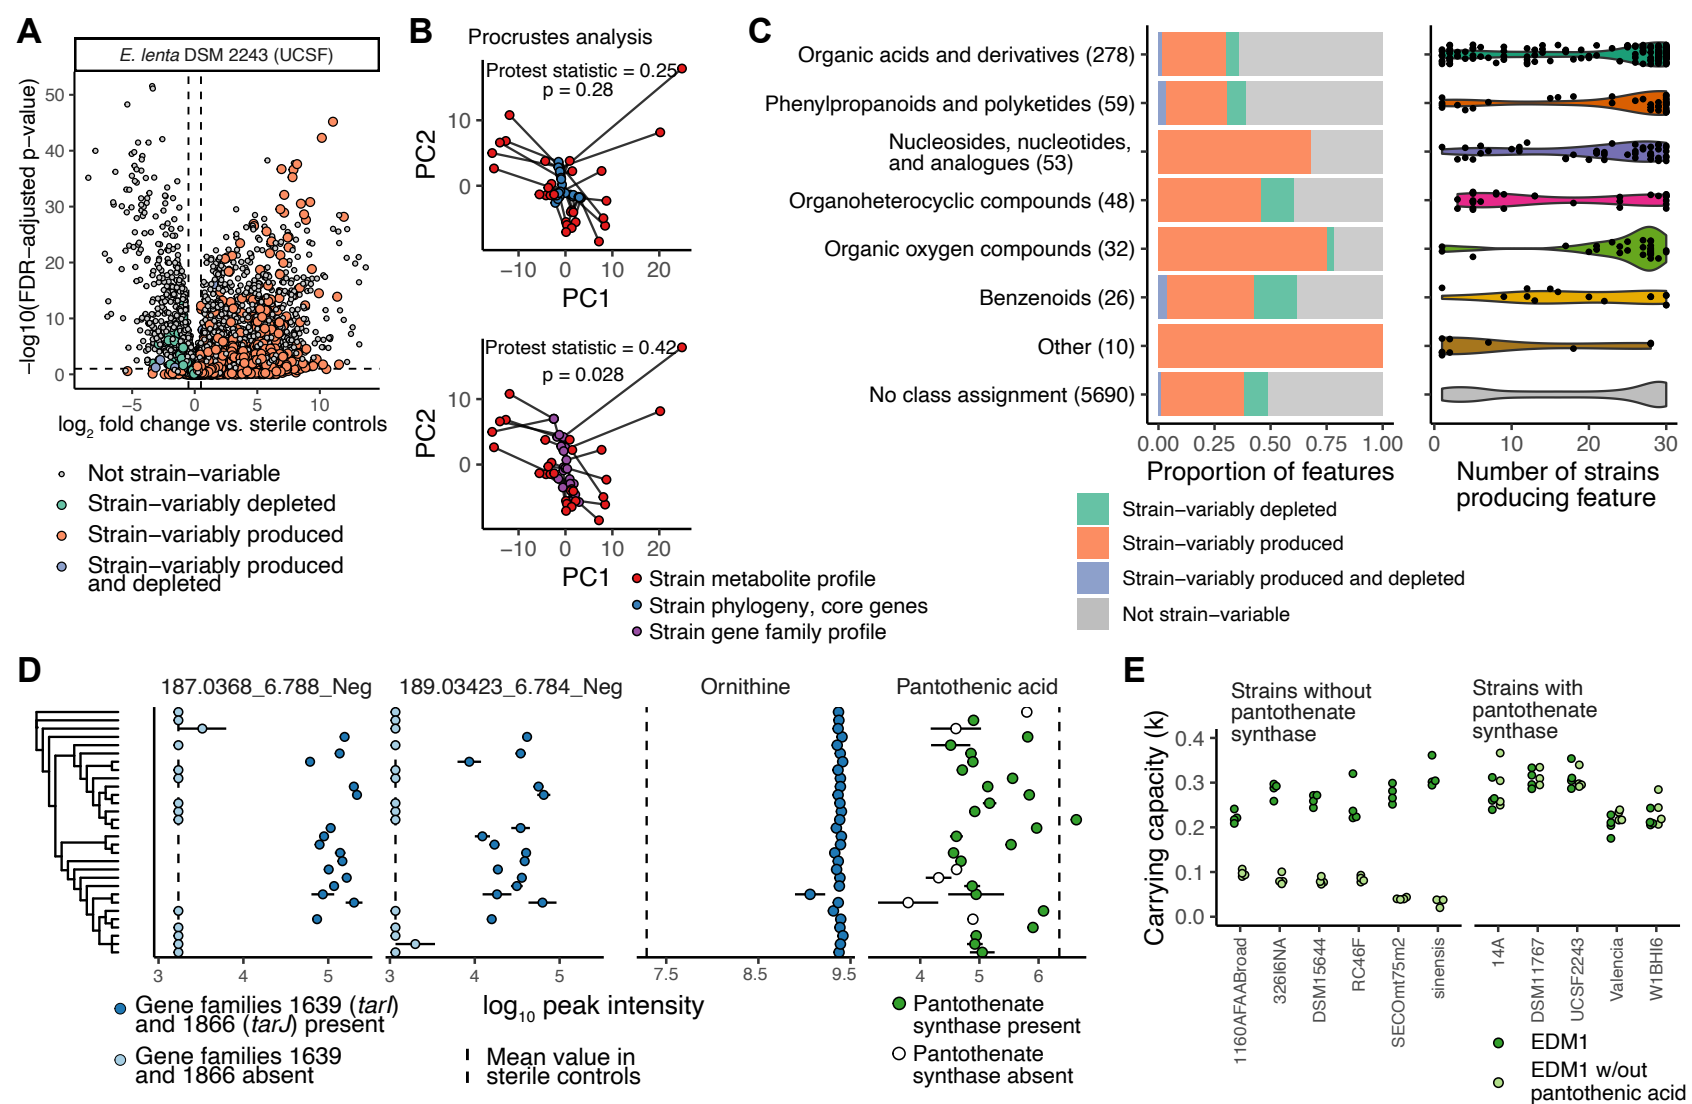 A
E. lenta DSM 2243 (UCSF)
−log10(FDR−adjusted p−value)
50
40
30
20
10
0
−5
0
5
10
log2 fold change vs. sterile controls
Not strain−variable
Strain−variably depleted
Strain−variably produced
Strain−variably produced
and depleted
B
Procrustes analysis
Protest statistic = 0.25
p = 0.28
PC2
10
0
−10
0
10
20
PC1
Protest statistic = 0.42
p = 0.028
PC2
10
0
−10
0
10
20
PC1
Strain metabolite profile
Strain phylogeny, core genes
Strain gene family profile
C
Organic acids and derivatives (278)
Phenylpropanoids and polyketides (59)
Nucleosides, nucleotides,
and analogues (53)
Organoheterocyclic compounds (48)
Organic oxygen compounds (32)
Benzenoids (26)
Other (10)
No class assignment (5690)
0.00
0.25
0.50
0.75
1.00
Proportion of features
0
10
20
30
Number of strains
producing feature
Strain−variably depleted
Strain−variably produced
Strain−variably produced and depleted
Not strain−variable
D
187.0368_6.788_Neg
189.03423_6.784_Neg
Ornithine
Pantothenic acid
3
4
5
3
4
5
7.5
8.5
9.5
4
5
6
log10 peak intensity
Gene families 1639 (tarI)
and 1866 (tarJ) present
Gene families 1639
and 1866 absent
Mean value in
sterile controls
Pantothenate
synthase present
Pantothenate
synthase absent
E
Strains without
pantothenate
synthase
Strains with
pantothenate
synthase
Carrying capacity (k)
0.4
0.3
0.2
0.1
0.0
1160AFAABroad
326I6NA
DSM15644
RC46F
SECOmt75m2
sinensis
14A
DSM11767
UCSF2243
Valencia
W1BHI6
EDM1
EDM1 w/out
pantothenic acid